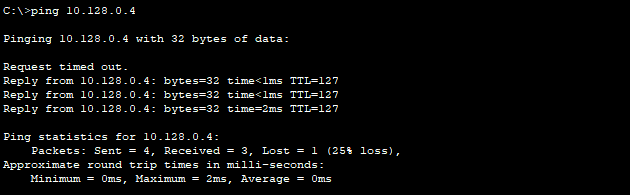 C:\>ping 10.128.0.4
Pinging 10.128.0.4 with 32 bytes of data:
Request timed out.
Reply from 10.128.0.4: bytes=32 time<1ms TTL=127
Reply from 10.128.0.4: bytes=32 time<1ms TTL=127
Reply from 10.128.0.4: bytes=32 time=2ms TTL=127
Ping statistics for 10.128.0.4:
    Packets: Sent = 4, Received = 3, Lost = 1 (25% loss),
Approximate round trip times in milli-seconds:
    Minimum = 0ms, Maximum = 2ms, Average = 0ms